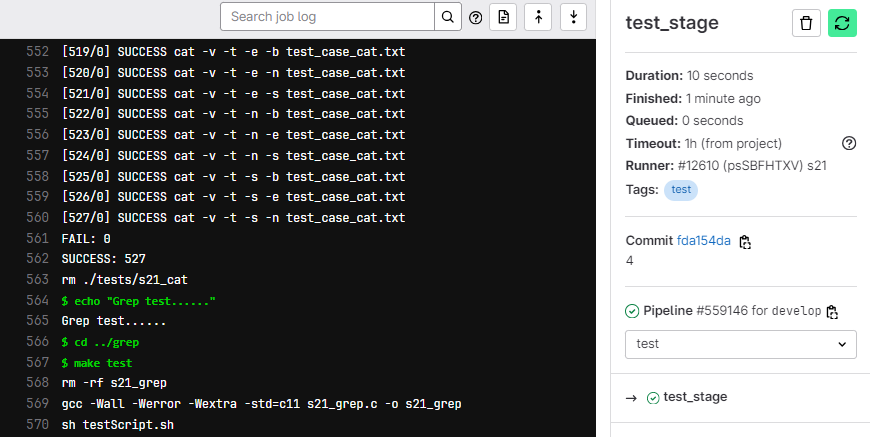 Search job log
552 [519/0] SUCCESS cat -v -t -e -b test_case_cat.txt
553 [520/0] SUCCESS cat -v -t -e -n test_case_cat.txt
554 [521/0] SUCCESS cat -v -t -e -s test_case_cat.txt
555 [522/0] SUCCESS cat -v -t -n -b test_case_cat.txt
556 [523/0] SUCCESS cat -v -t -n -e test_case_cat.txt
557 [524/0] SUCCESS cat -v -t -n -s test_case_cat.txt
558 [525/0] SUCCESS cat -v -t -s -b test_case_cat.txt
559 [526/0] SUCCESS cat -v -t -s -e test_case_cat.txt
560 [527/0] SUCCESS cat -v -t -s -n test_case_cat.txt
561 FAIL: 0
562 SUCCESS: 527
563 rm ./tests/s21_cat
564 $ echo "Grep test......"
565 Grep test......
566 $ cd ../grep
567 $ make test
568 rm -rf s21_grep
569 gcc -Wall -Werror -Wextra -std=c11 s21_grep.c -o s21_grep
570 sh testScript.sh
test_stage
Duration: 10 seconds
Finished: 1 minute ago
Queued: 0 seconds
Timeout: 1h (from project)
Runner: #12610 (psSBFHTXV) s21
Tags: test
Commit fda154da
4
Pipeline #559146 for develop
test
→ test_stage